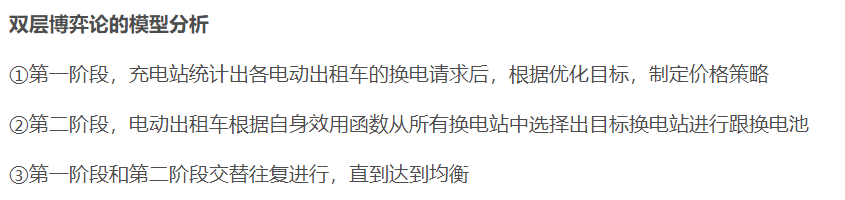 双层博弈论的模型分析
①第一阶段，充电站统计出各电动出租车的换电请求后，根据优化目标，制定价格策略
②第二阶段，电动出租车根据自身效用函数从所有换电站中选择出目标换电站进行跟换电池
③第一阶段和第二阶段交替往复进行，直到达到均衡